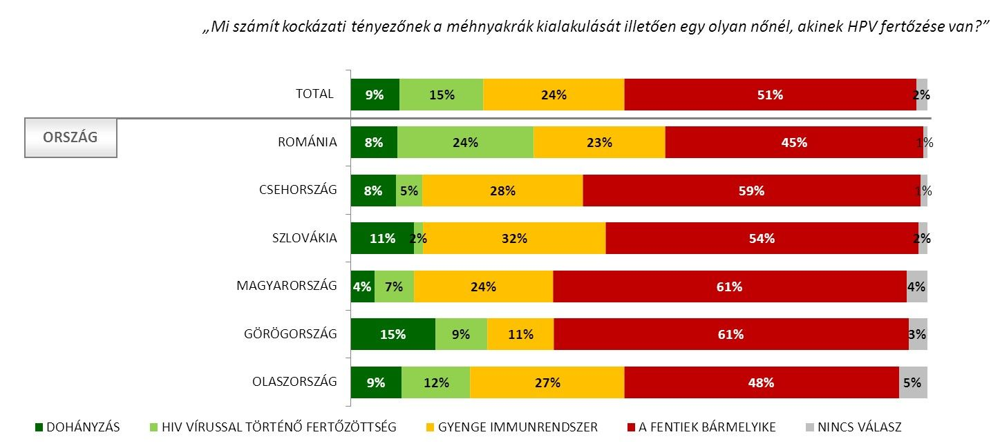 „Mi számít kockázati tényezőnek a méhnyakrák kialakulását illetően egy olyan nőnél, akinek HPV fertőzése van?”
TOTAL 9% 15% 24% 51% 2%
ORSZÁG
ROMÁNIA 8% 24% 23% 45% 1%
CSEHORSZÁG 8% 5% 28% 59% 1%
SZLOVÁKIA 11% 2% 32% 54% 2%
MAGYARORSZÁG 4% 7% 24% 61% 4%
GÖRÖGORSZÁG 15% 9% 11% 61% 3%
OLASZORSZÁG 9% 12% 27% 48% 5%
DOHÁNYZÁS HIV VÍRUSSAL TÖRTÉNŐ FERTŐZÖTTSÉG GYENGE IMMUNRENDSZER A FENTIEK BÁRMELYIKE NINCS VÁLASZ